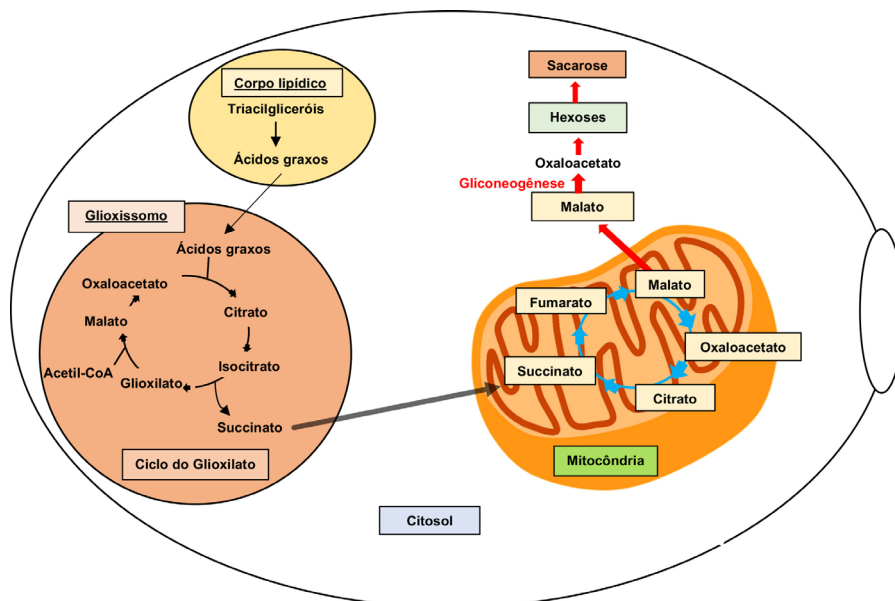 Corpo lipídico
Triacilgliceróis
Ácidos graxos
Glioxissomo
Ácidos graxos
Oxaloacetato
Citrato
Malato
Isocitrato
Acetil-CoA
Glioxilato
Succinato
Ciclo do Glioxilato
Sacarose
Hexoses
Oxaloacetato
Gliconeogênese
Malato
Malato
Fumarato
Oxaloacetato
Succinato
Citrato
Mitocôndria
Citosol